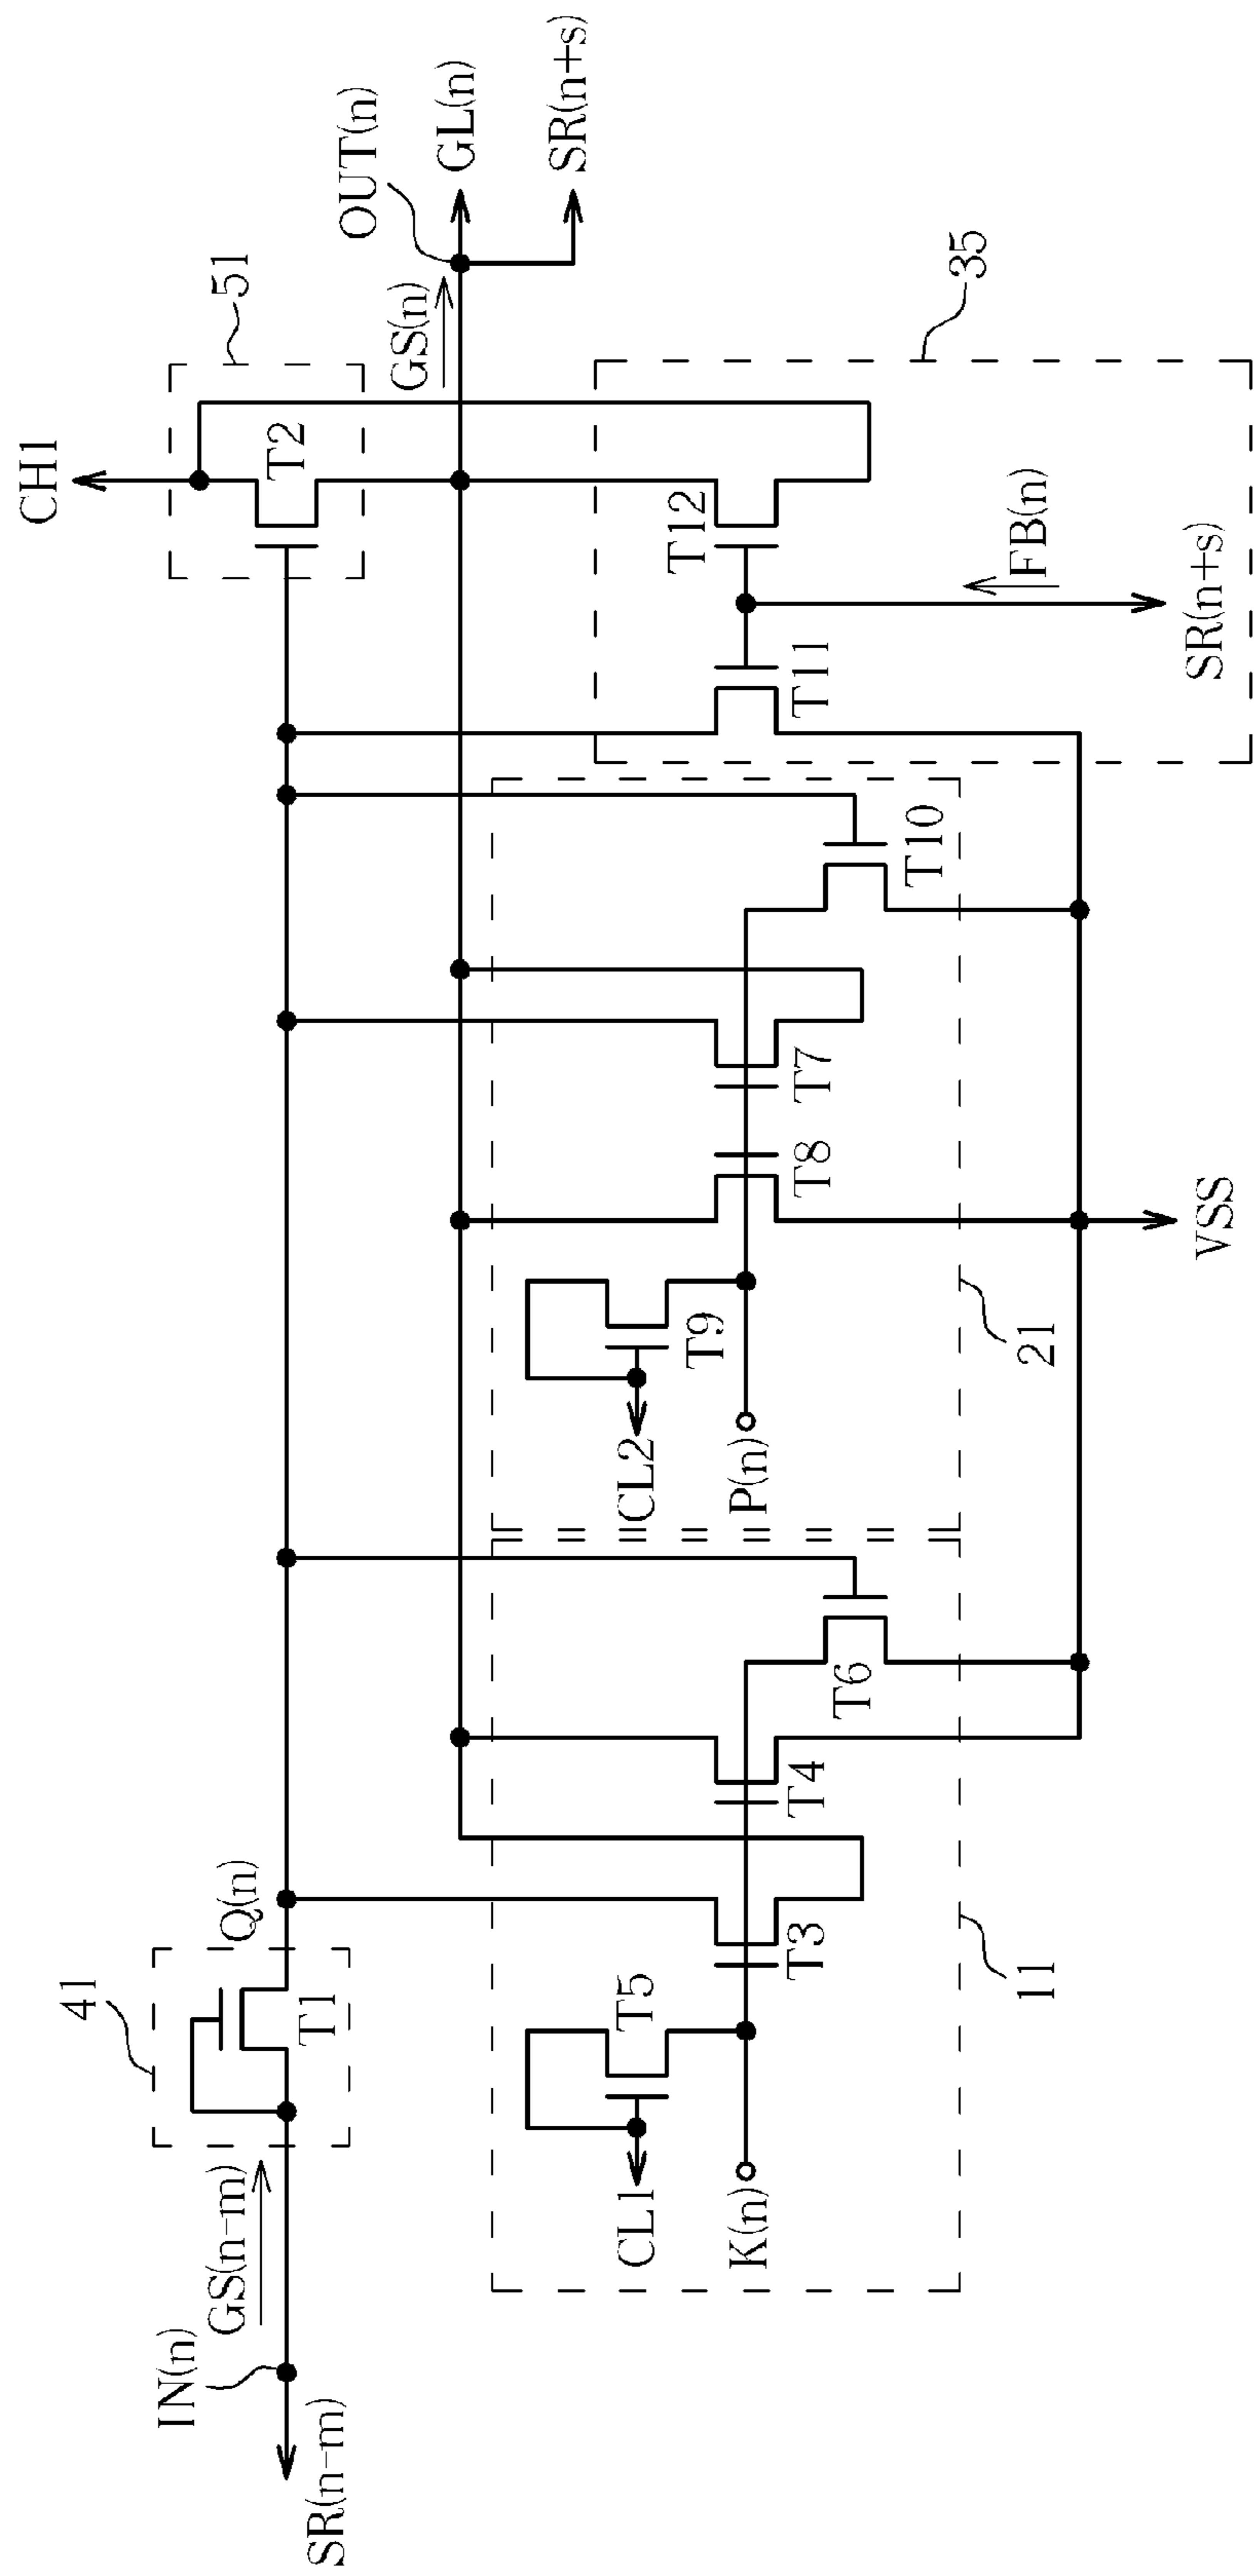 CH1
51
T2
OUT(n)
GL(n)
SR(n+s)
GS(n)
35
T12
FB(n)
SR(n+s)
T11
T10
T7
T8
T9
CL2
P(n)
21
VSS
T6
T4
T3
T5
CL1
K(n)
11
Q(n)
41
T1
GS(n-m)
IN(n)
SR(n-m)